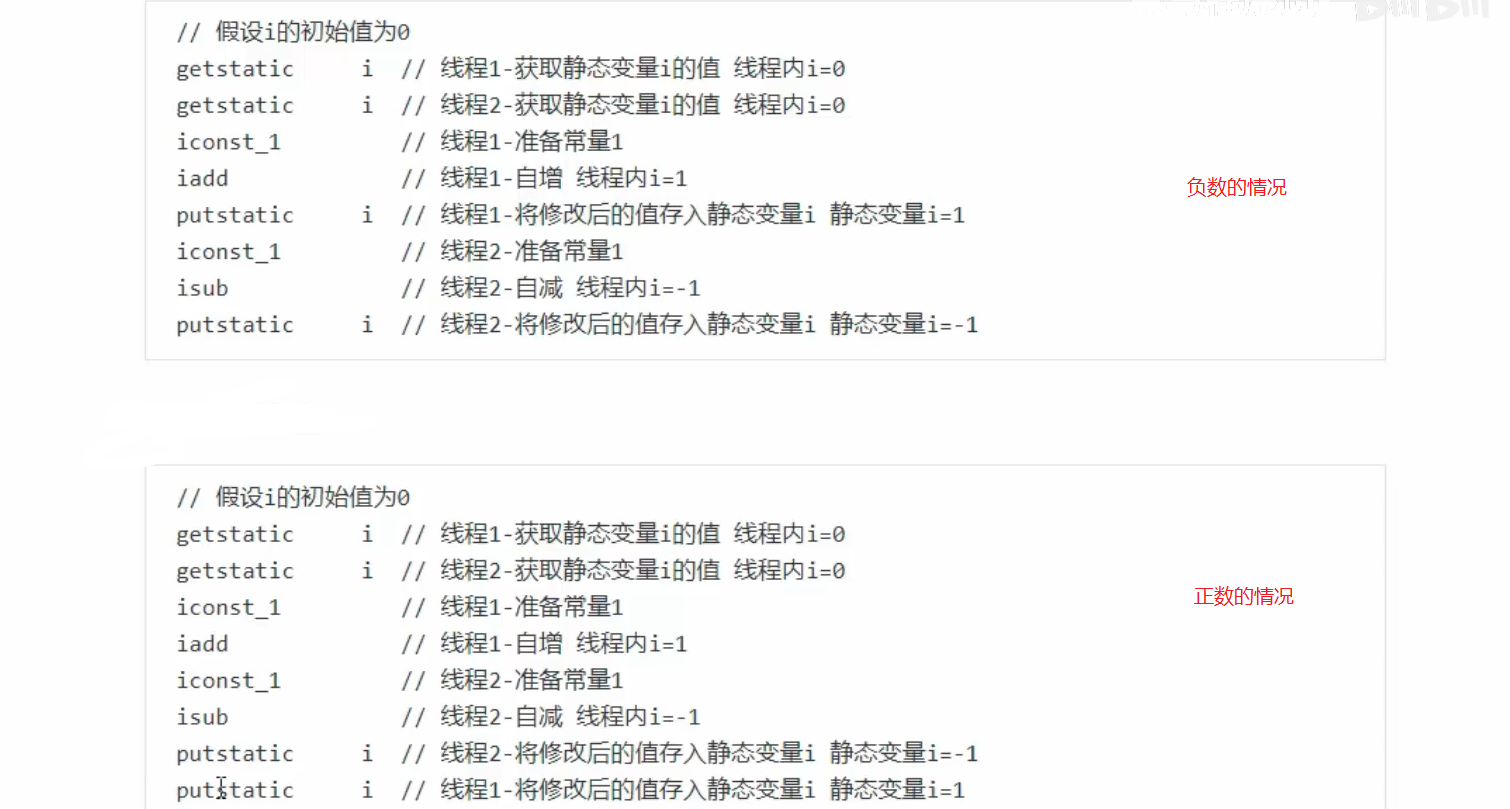 // 假设i的初始值为0
getstatic i // 线程1-获取静态变量i的值 线程内i=0
getstatic i // 线程2-获取静态变量i的值 线程内i=0
iconst_1 // 线程1-准备常量1
iadd // 线程1-自增 线程内i=1
负数的情况
putstatic i // 线程1-将修改后的值存入静态变量i 静态变量i=1
iconst_1 // 线程2-准备常量1
isub // 线程2-自减 线程内i=-1
putstatic i // 线程2-将修改后的值存入静态变量i 静态变量i=-1
// 假设i的初始值为0
getstatic i // 线程1-获取静态变量i的值 线程内i=0
getstatic i // 线程2-获取静态变量i的值 线程内i=0
正数的情况
iconst_1 // 线程1-准备常量1
iadd // 线程1-自增 线程内i=1
iconst_1 // 线程2-准备常量1
isub // 线程2-自减 线程内i=-1
putstatic i // 线程2-将修改后的值存入静态变量i 静态变量i=-1
putstatic i // 线程1-将修改后的值存入静态变量i 静态变量i=1